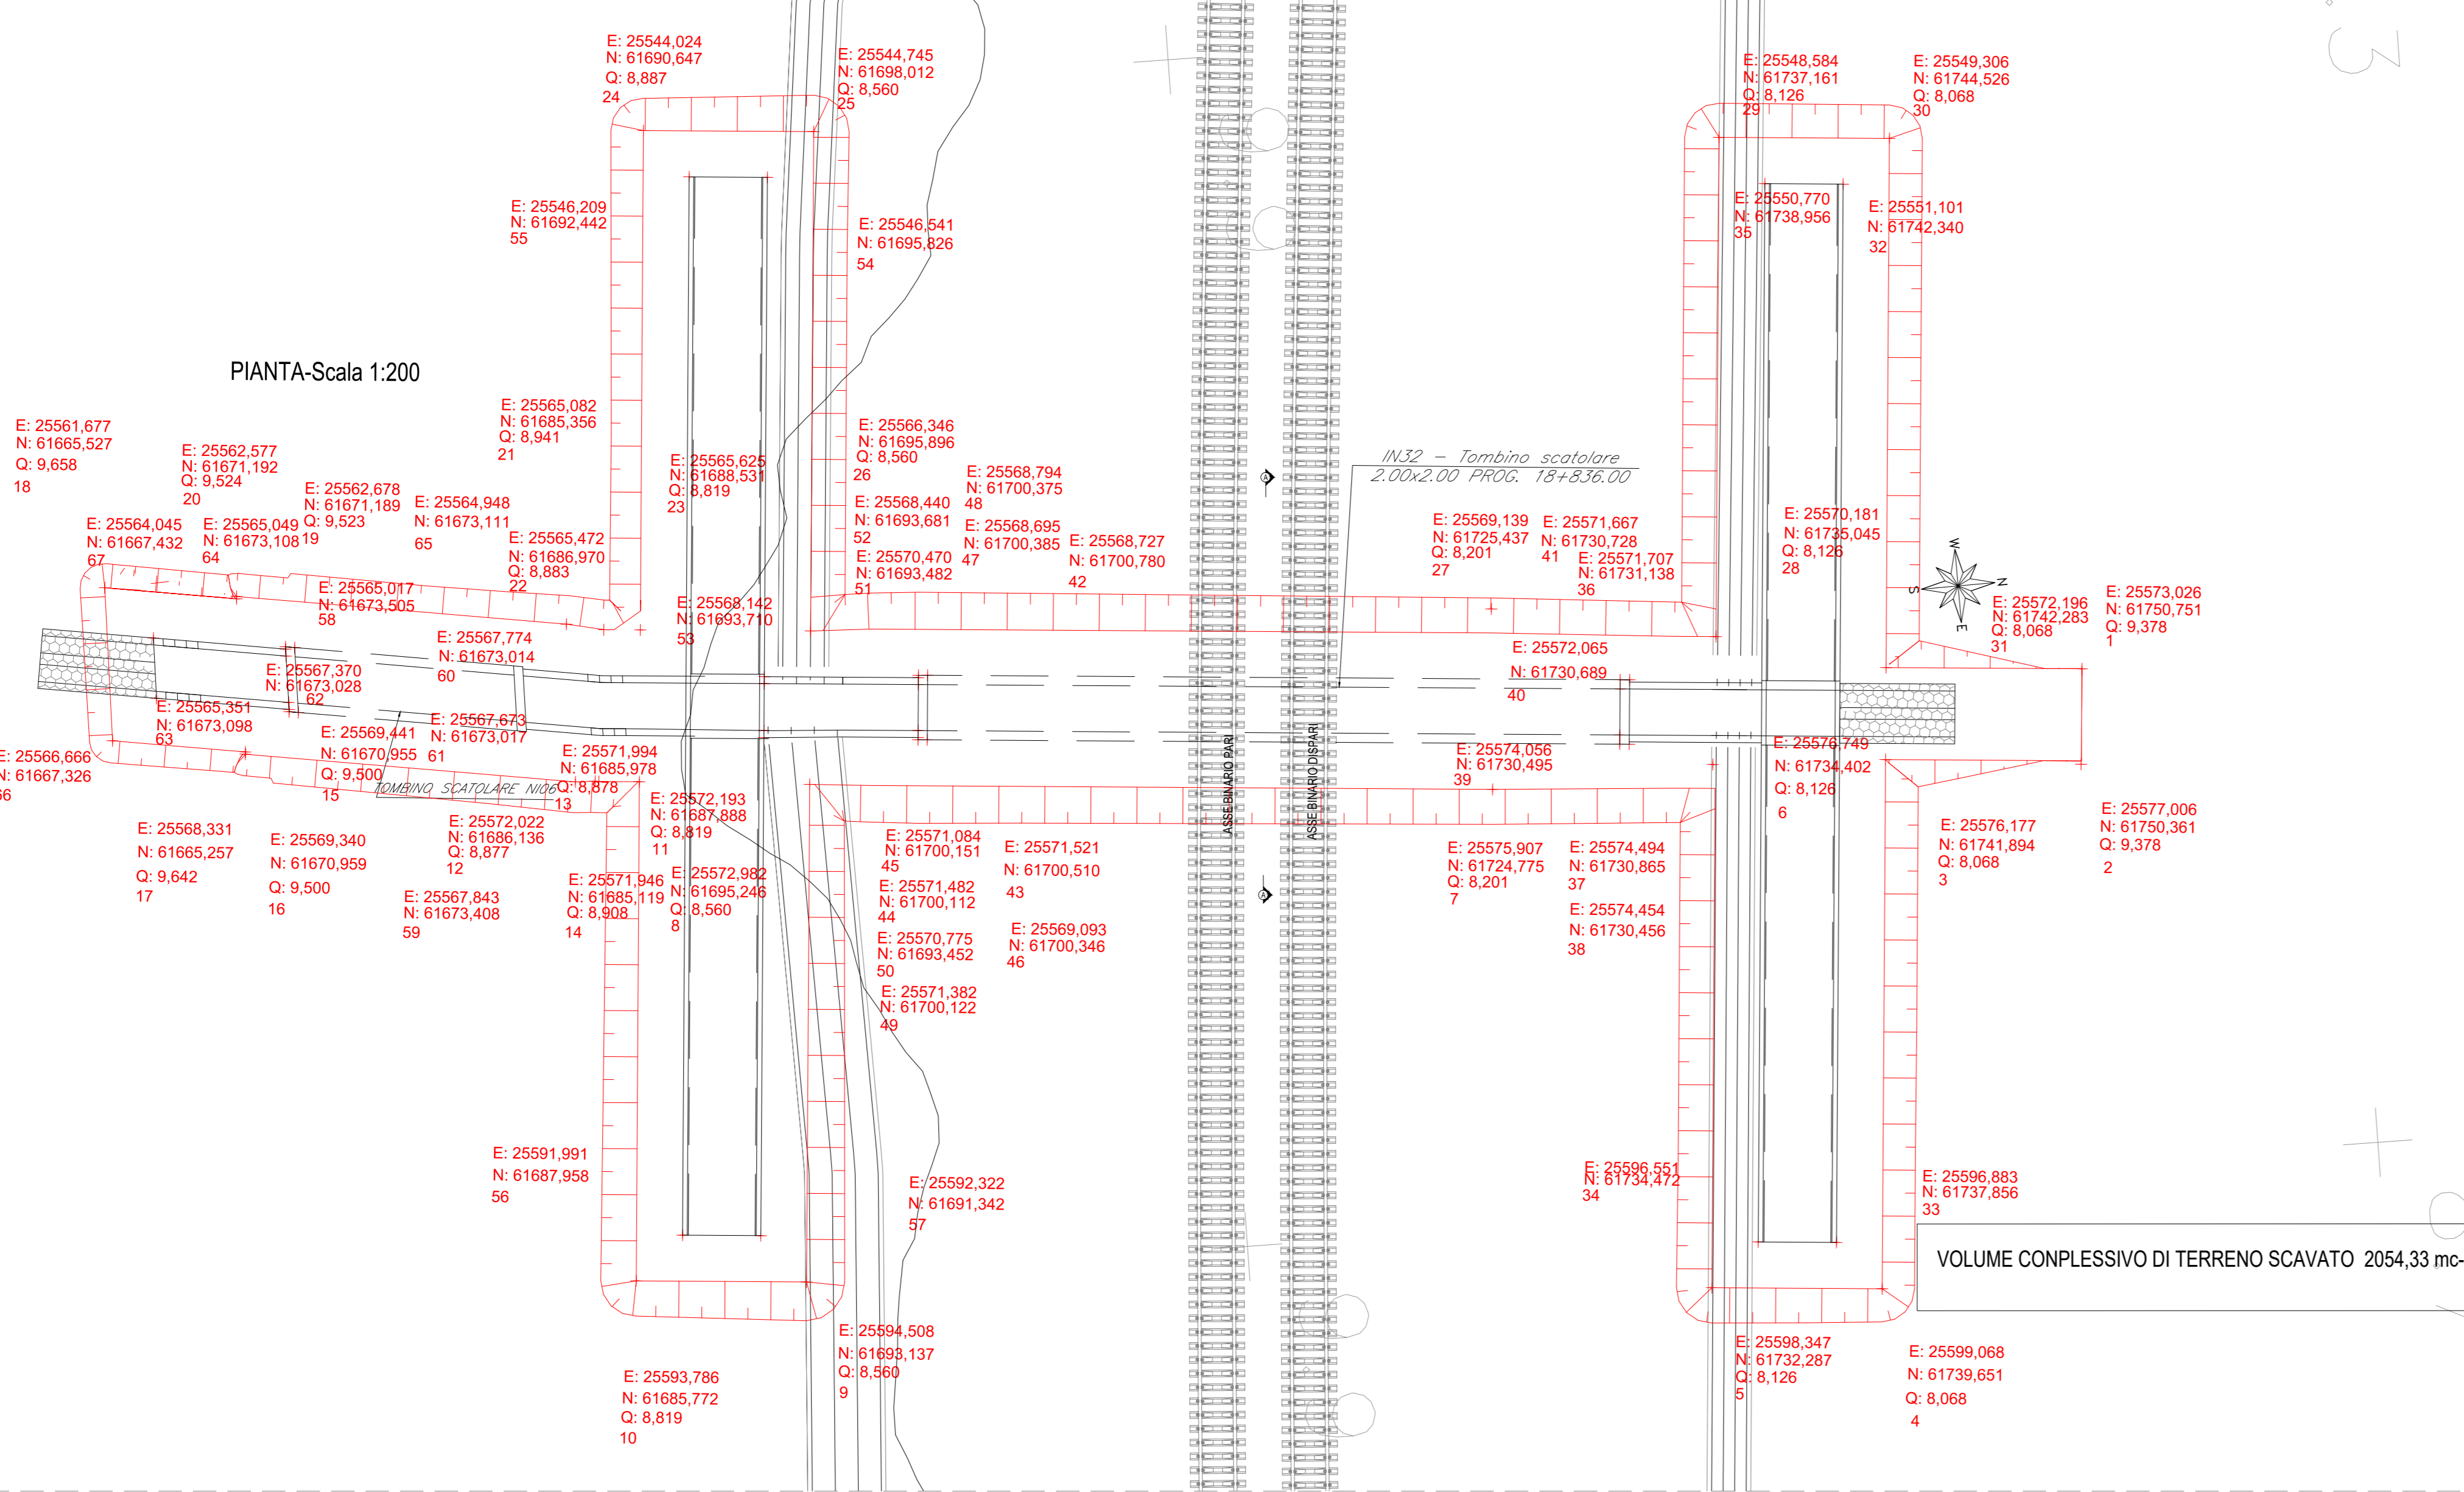 E: 25544,024
N: 61690,647
Q: 8,887
24
E: 25544,745
N: 61698,012
Q: 8,560
25
E: 25548,584
N: 61737,161
Q: 8,126
29
E: 25549,306
N: 61744,526
Q: 8,068
30
3
E: 25546,209
N: 61692,442
55
E: 25546,541
N: 61695,826
54
E: 25550,770
N: 61738,956
35
E: 25551,101
N: 61742,340
32
PIANTA-Scala 1:200
E: 25561,677
N: 61665,527
Q: 9,658
18
E: 25562,577
N: 61671,192
Q: 9,524
20
E: 25562,678
N: 61671,189
Q: 9,523
19
E: 25565,082
N: 61685,356
Q: 8,941
21
E: 25564,948
N: 61673,111
65
E: 25564,045
N: 61667,432
67
E: 25565,049
N: 61673,108
64
E: 25565,472
N: 61686,970
Q: 8,883
22
E: 25565,625
N: 61688,531
Q: 8,819
23
E: 25566,346
N: 61695,896
Q: 8,560
26
E: 25568,794
N: 61700,375
48
E: 25568,440
N: 61693,681
52
E: 25568,695
N: 61700,385
47
E: 25570,470
N: 61693,482
51
E: 25568,727
N: 61700,780
42
IN32 - Tombino scatolare
2.00x2.00 PROG. 18+836.00
E: 25569,139
N: 61725,437
Q: 8,201
27
E: 25571,667
N: 61730,728
41
E: 25571,707
N: 61731,138
36
E: 25570,181
N: 61735,045
Q: 8,126
28
W
N
S
E
E: 25572,196
N: 61742,283
Q: 8,068
31
E: 25573,026
N: 61750,751
Q: 9,378
1
E: 25565,017
N: 61673,505
58
E: 25568,142
N: 61693,710
53
E: 25567,774
N: 61673,014
60
E: 25567,370
N: 61673,028
62
E: 25572,065
N: 61730,689
40
E: 25565,351
N: 61673,098
63
E: 25567,673
N: 61673,017
61
E: 25569,441
N: 61670,955
Q: 9,500
15
E: 25566,666
N: 61667,326
66
TOMBINO SCATOLARE NI06
E: 25571,994
N: 61685,978
Q: 8,878
13
E: 25572,193
N: 61687,888
Q: 8,819
11
ASSE BINARIO PARI
ASSE BINARIO DISPARI
A
A
E: 25574,056
N: 61730,495
39
E: 25576,749
N: 61734,402
Q: 8,126
6
E: 25568,331
N: 61665,257
Q: 9,642
17
E: 25569,340
N: 61670,959
Q: 9,500
16
E: 25572,022
N: 61686,136
Q: 8,877
12
E: 25567,843
N: 61673,408
59
E: 25571,946
N: 61685,119
Q: 8,908
14
E: 25572,982
N: 61695,246
Q: 8,560
8
E: 25571,084
N: 61700,151
45
E: 25571,521
N: 61700,510
43
E: 25571,482
N: 61700,112
44
E: 25570,775
N: 61693,452
50
E: 25569,093
N: 61700,346
46
E: 25571,382
N: 61700,122
49
E: 25575,907
N: 61724,775
Q: 8,201
7
E: 25574,494
N: 61730,865
37
E: 25574,454
N: 61730,456
38
E: 25576,177
N: 61741,894
Q: 8,068
3
E: 25577,006
N: 61750,361
Q: 9,378
2
E: 25591,991
N: 61687,958
56
E: 25592,322
N: 61691,342
57
E: 25596,551
N: 61734,472
34
E: 25596,883
N: 61737,856
33
VOLUME CONPLESSIVO DI TERRENO SCAVATO 2054,33 mc-
E: 25593,786
N: 61685,772
Q: 8,819
10
E: 25594,508
N: 61693,137
Q: 8,560
9
E: 25598,347
N: 61732,287
Q: 8,126
5
E: 25599,068
N: 61739,651
Q: 8,068
4